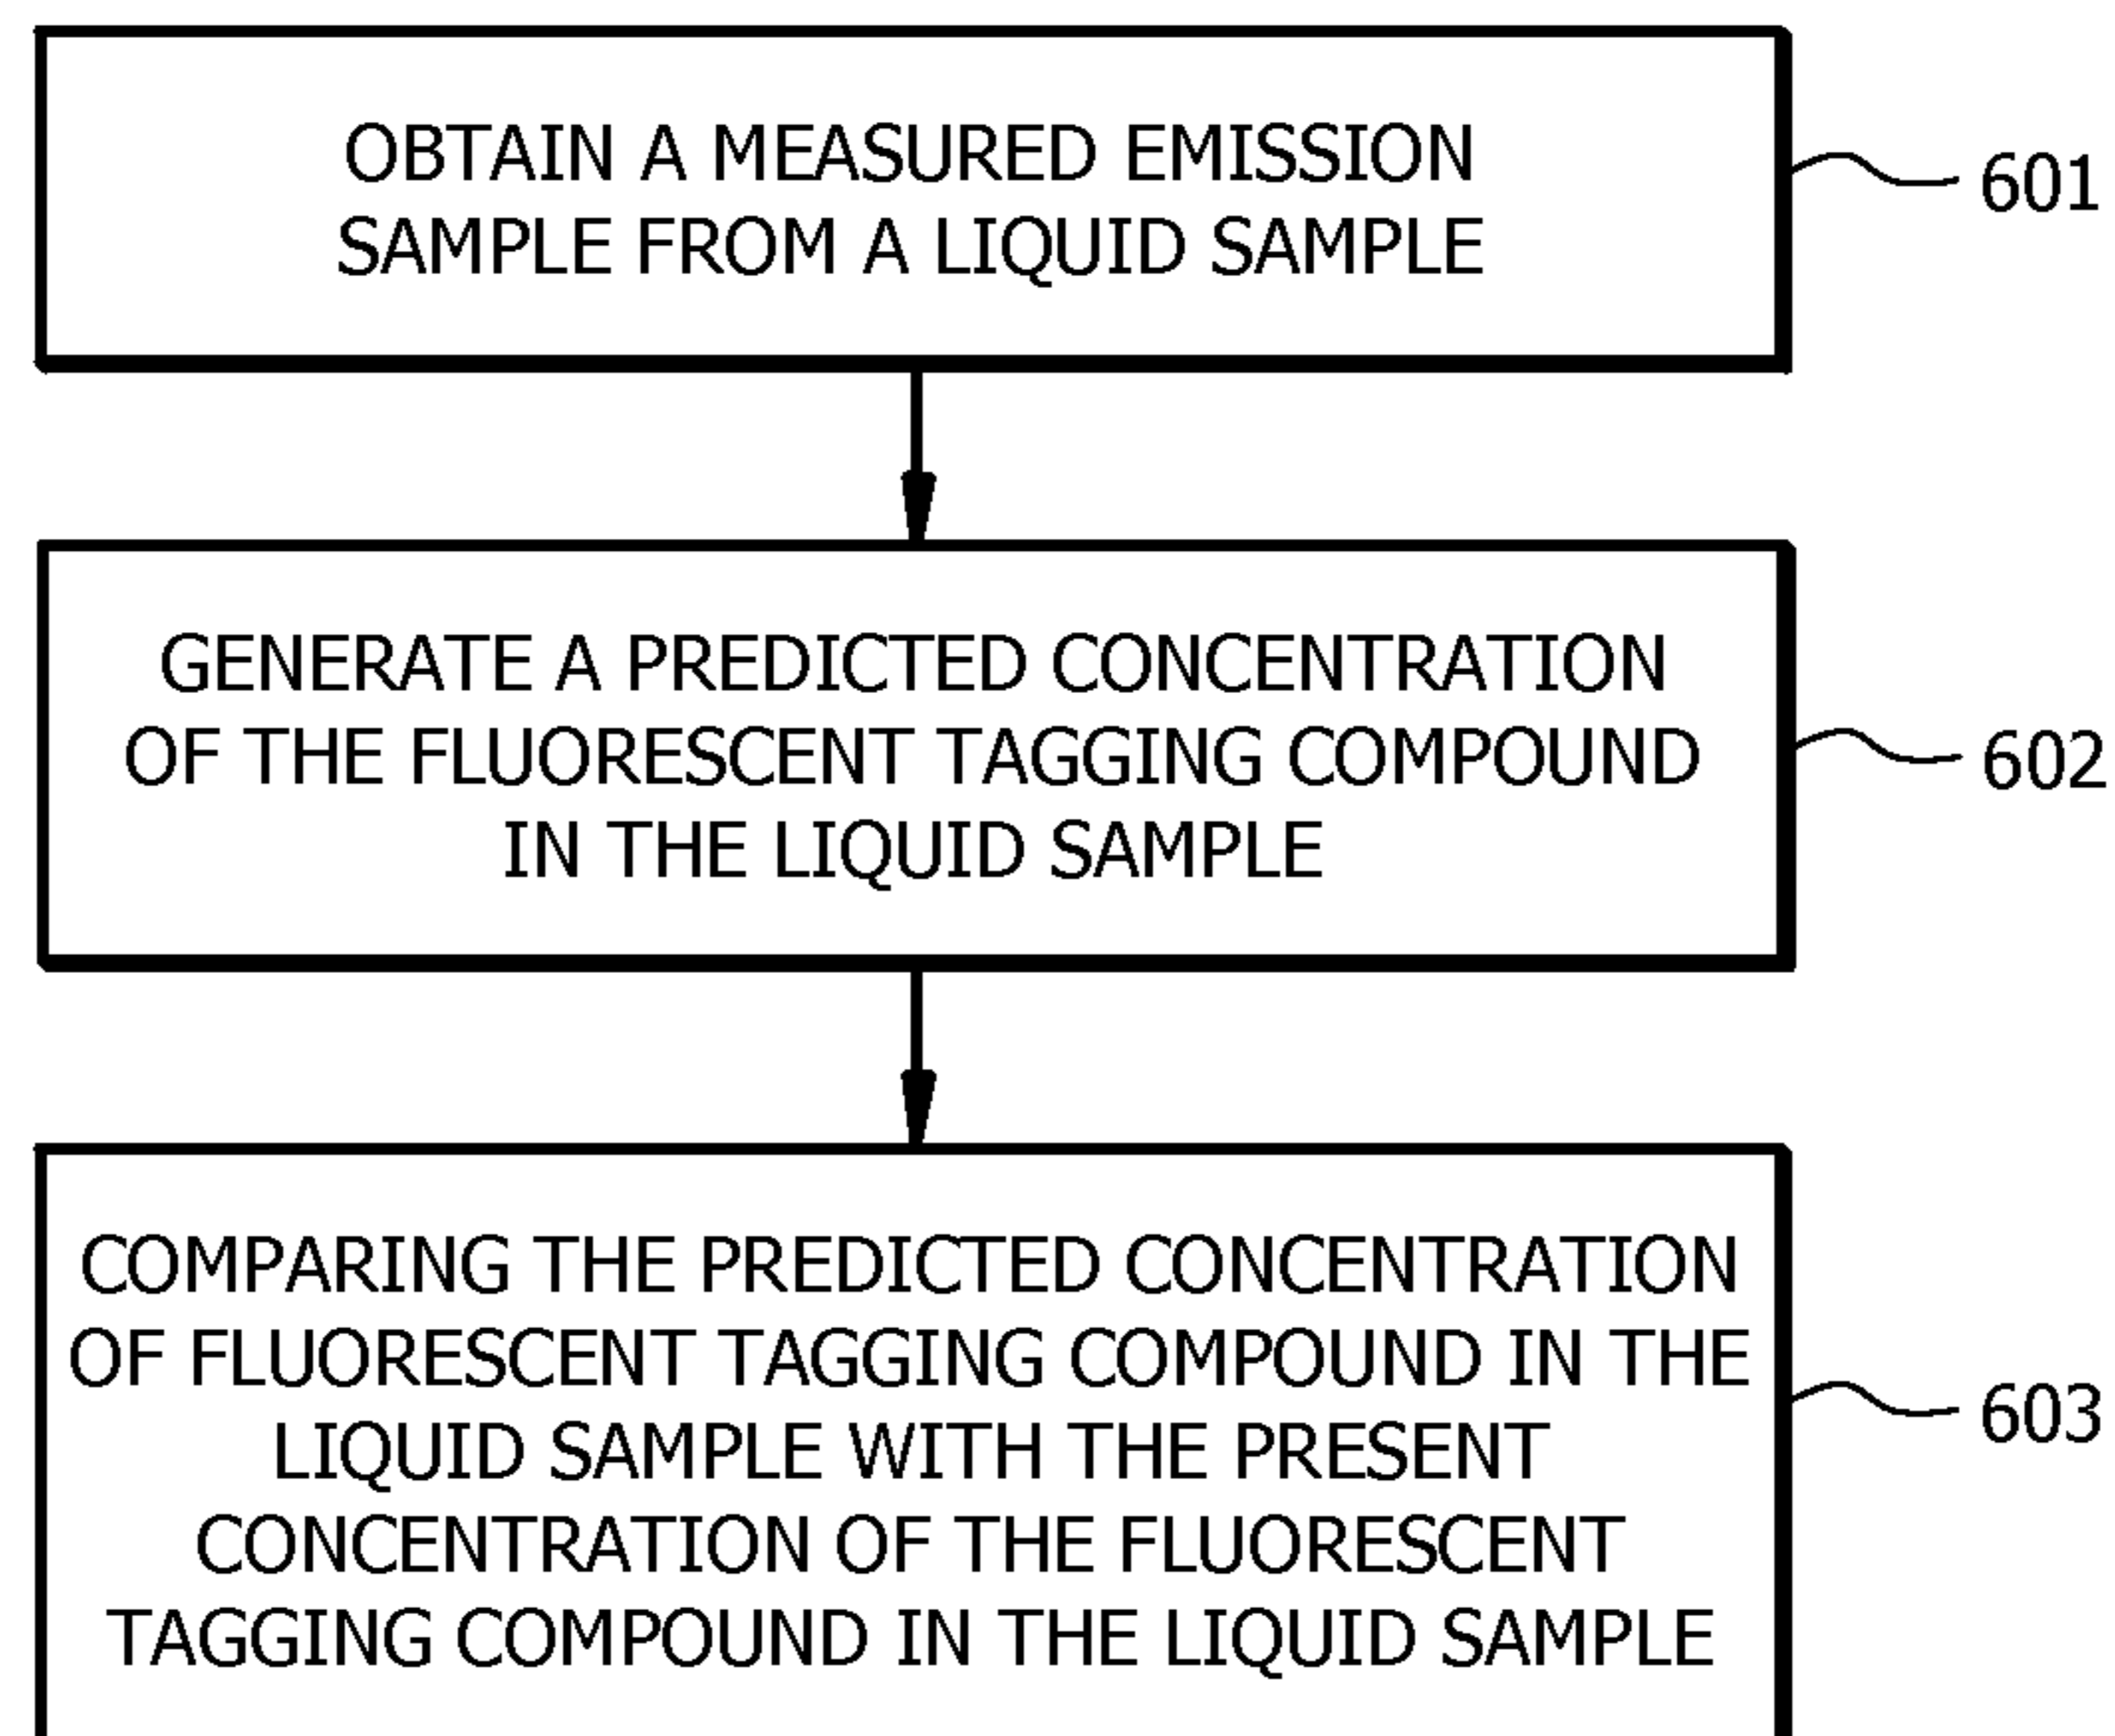 OBTAIN A MEASURED EMISSION
SAMPLE FROM A LIQUID SAMPLE
601
GENERATE A PREDICTED CONCENTRATION
OF THE FLUORESCENT TAGGING COMPOUND
IN THE LIQUID SAMPLE
602
COMPARING THE PREDICTED CONCENTRATION
OF FLUORESCENT TAGGING COMPOUND IN THE
LIQUID SAMPLE WITH THE PRESENT
CONCENTRATION OF THE FLUORESCENT
TAGGING COMPOUND IN THE LIQUID SAMPLE
603